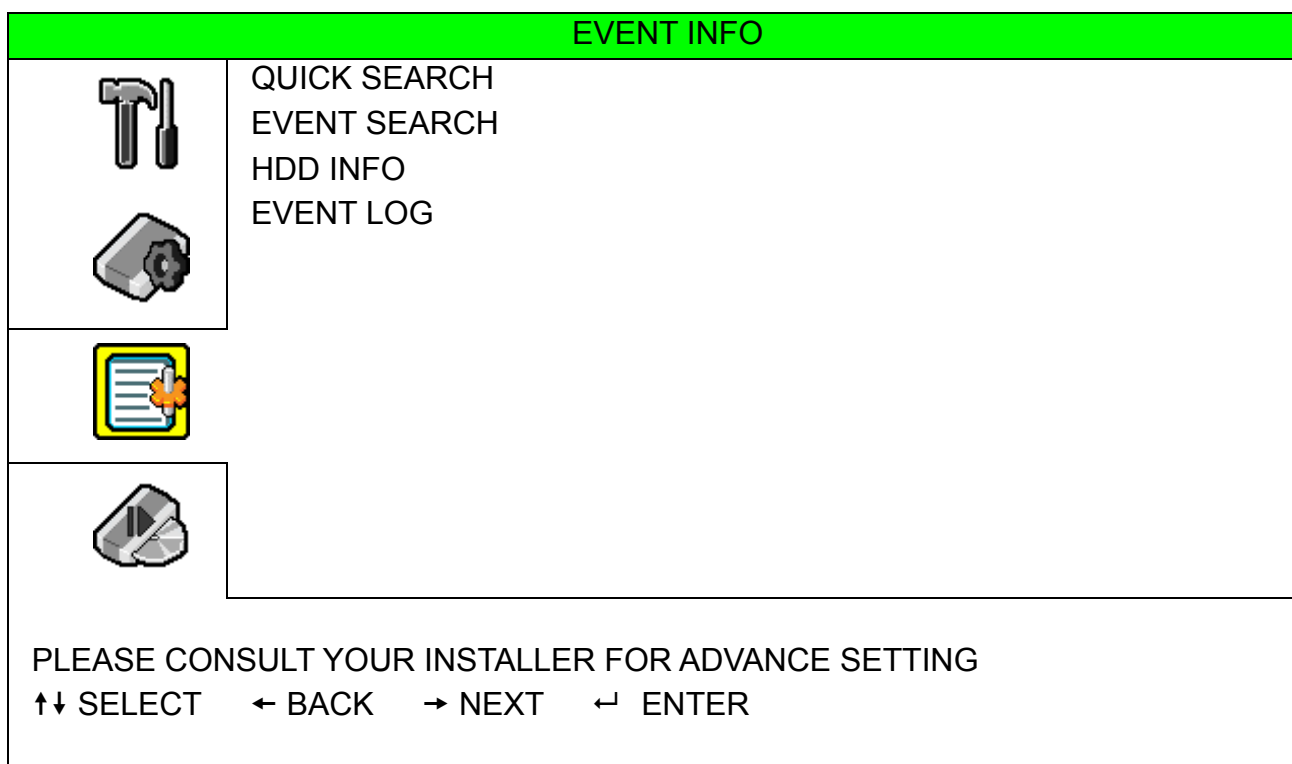 EVENT INFO
QUICK SEARCH
EVENT SEARCH
HDD INFO
EVENT LOG
PLEASE CONSULT YOUR INSTALLER FOR ADVANCE SETTING
↑↓ SELECT ← BACK → NEXT ↵ ENTER